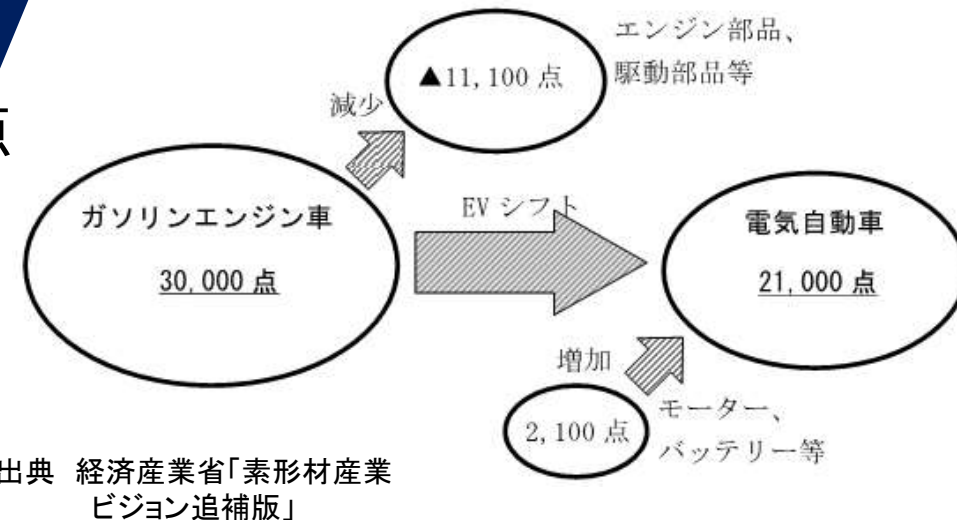 エンジン部品、
駆動部品等
▲11,100 点
減少
点
ガソリンエンジン車
30,000 点
EV シフト
電気自動車
21,000 点
増加
2,100 点
モーター、
バッテリー等
出典 経済産業省「素形材産業
ビジョン追補版」